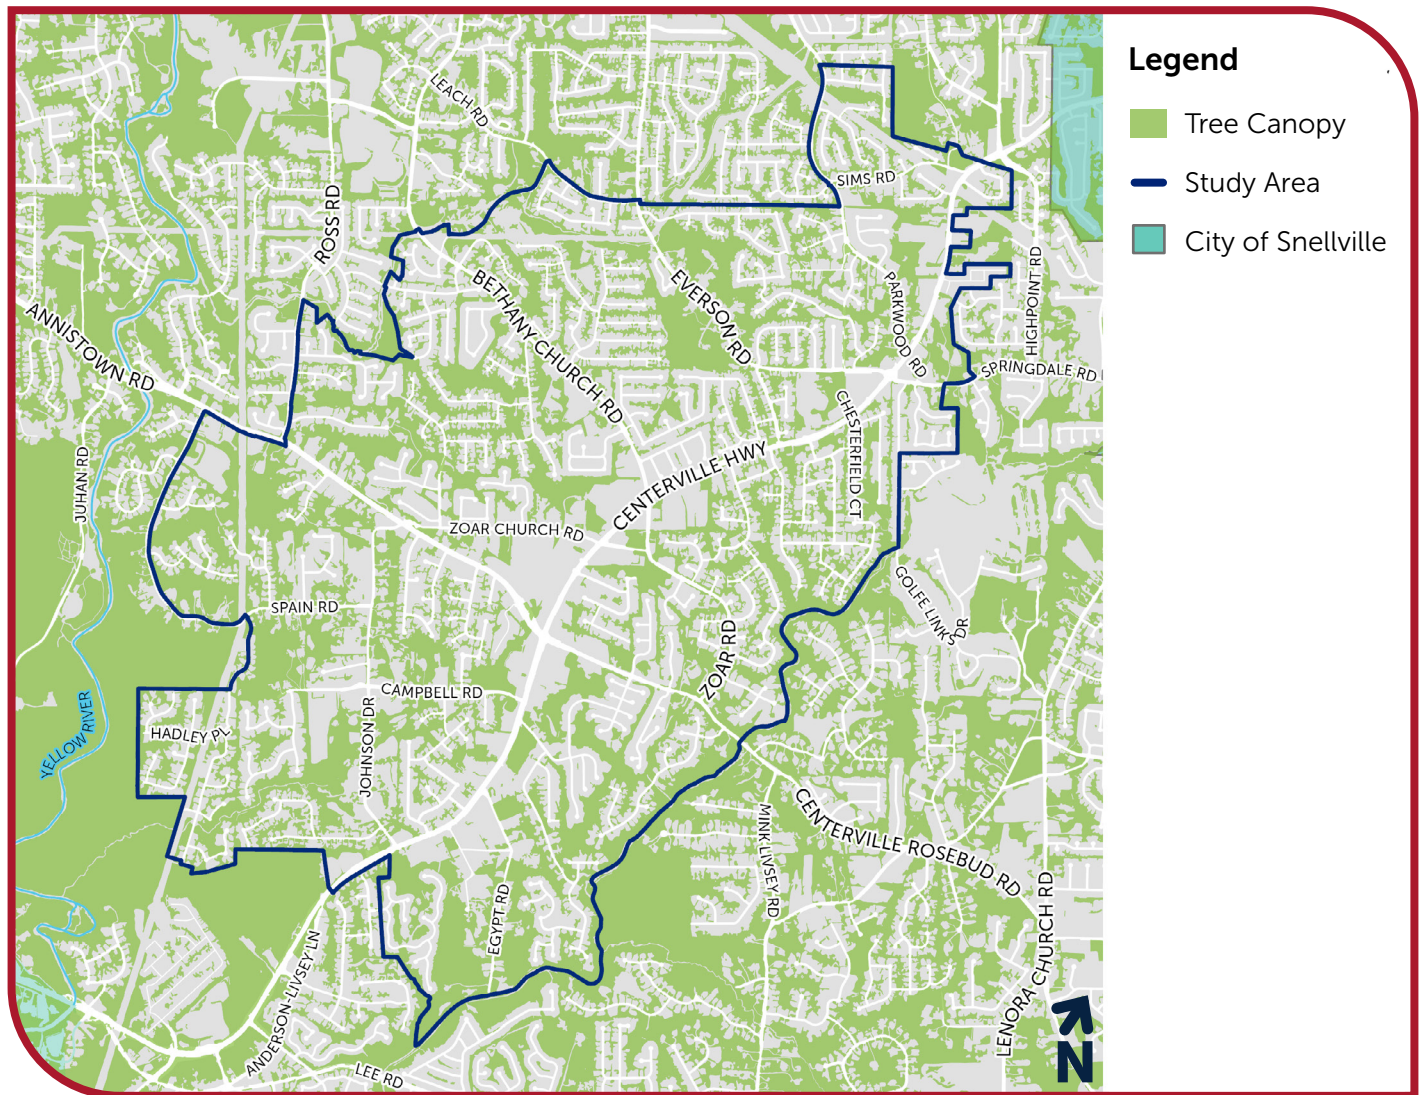 Legend
Tree Canopy
Study Area
City of Snellville
LEACH RD
SIMS RD
ROSS RD
BETHANY CHURCH RD
EVERSON RD
PARKWOOD RD
HIGHPOINT RD
ANNISTOWN RD
SPRINGDALE RD
CHESTERFIELD CT
JUHAN RD
CENTERVILLE HWY
ZOAR CHURCH RD
GOLFE LINKS DR
SPAIN RD
ZOAR RD
CAMPBELL RD
YELLOW RIVER
HADLEY PL
JOHNSON DR
MINK LIVSEY RD
CENTERVILLE ROSEBUD RD
EGYPT RD
LENORA CHURCH RD
ANDERSON-LIVSEY LN
LEE RD
N